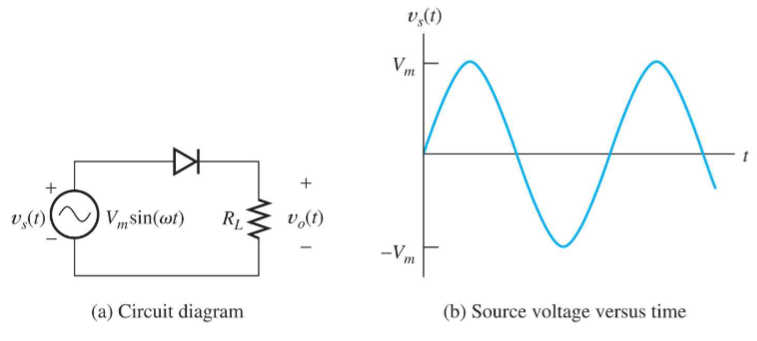 v_s(t)
V_m
t
−V_m
+
v_s(t)
−
V_m sin(ωt)
R_L
+
v_o(t)
−
(a) Circuit diagram
(b) Source voltage versus time